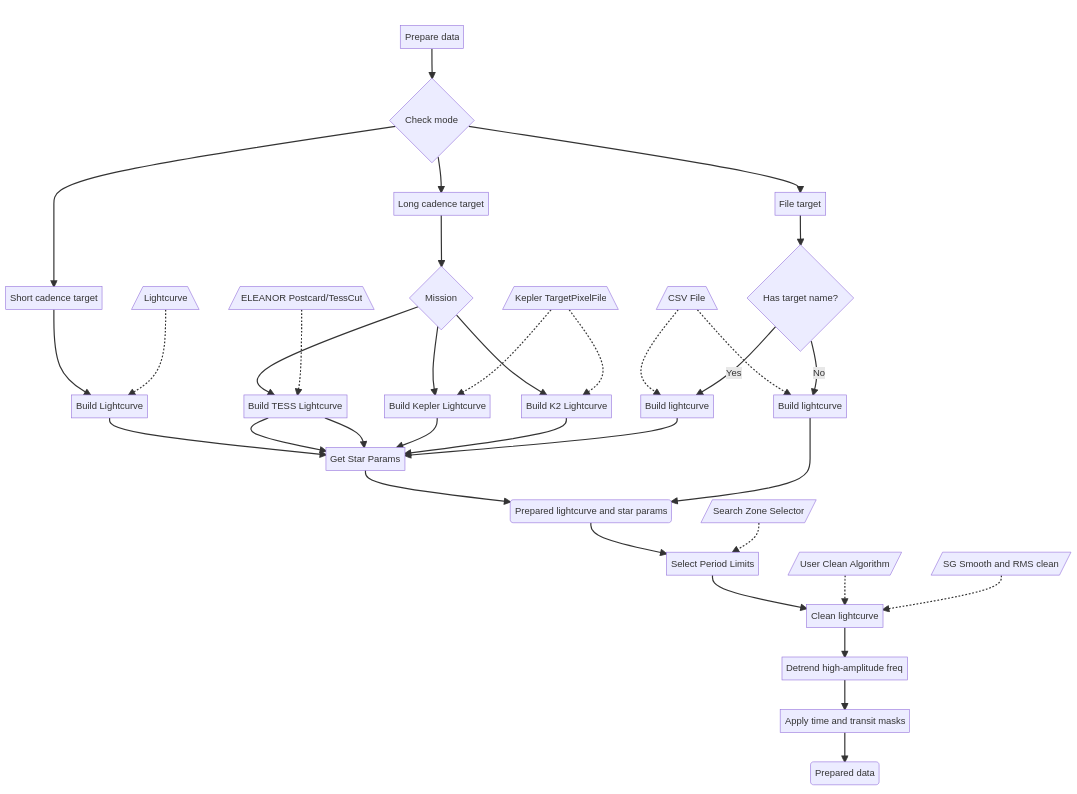 Prepare data
Check mode
Long cadence target
File target
Short cadence target
Lightcurve
ELEANOR Postcard/TessCut
Mission
Kepler TargetPixelFile
CSV File
Has target name?
Yes
No
Build Lightcurve
Build TESS Lightcurve
Build Kepler Lightcurve
Build K2 Lightcurve
Build lightcurve
Build lightcurve
Get Star Params
Prepared lightcurve and star params
Search Zone Selector
Select Period Limits
User Clean Algorithm
SG Smooth and RMS clean
Clean lightcurve
Detrend high-amplitude freq
Apply time and transit masks
Prepared data